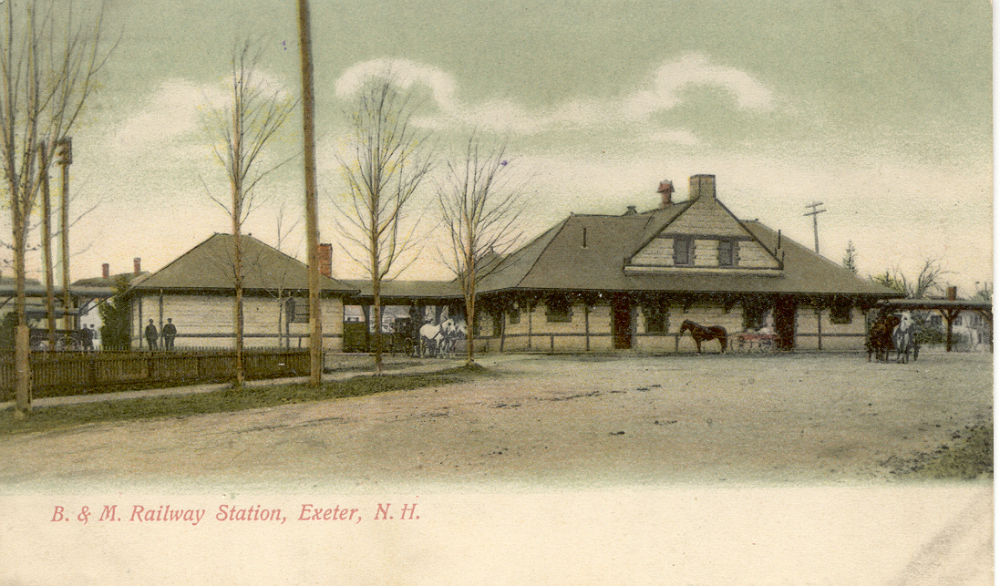 B. & M. Railway Station, Exeter, N. H.